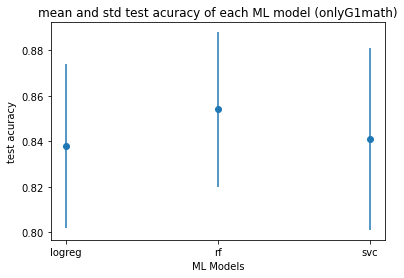 mean and std test acuracy of each ML model (onlyG1math)
test acuracy
0.88
0.86
0.84
0.82
0.80
logreg rf svc
ML Models